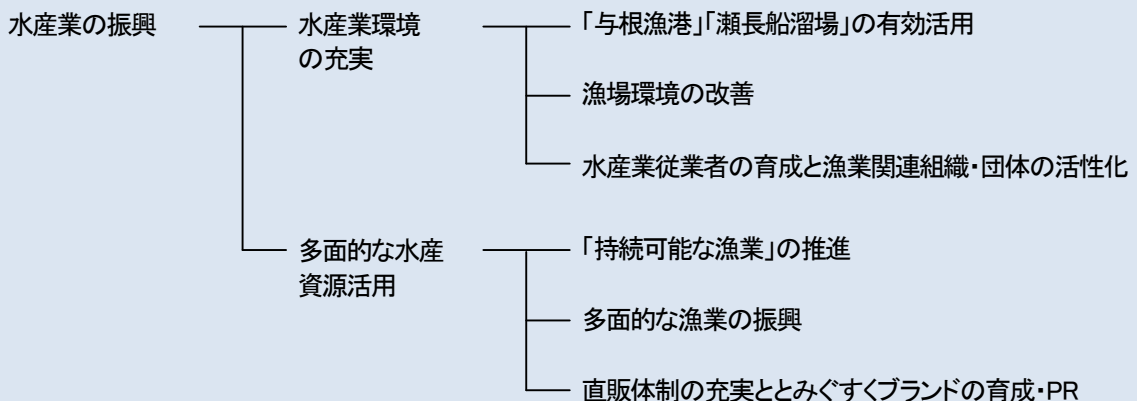 水産業の振興
水産業環境
の充実
「与根漁港」「瀬長船溜場」の有効活用
漁場環境の改善
水産業従業者の育成と漁業関連組織・団体の活性化
多面的な水産
資源活用
「持続可能な漁業」の推進
多面的な漁業の振興
直販体制の充実ととみぐすくブランドの育成・PR